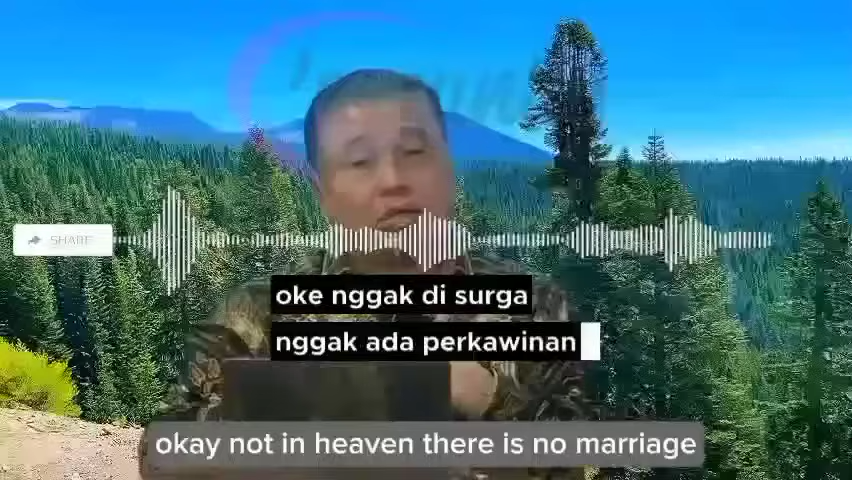 SHARE
oke nggak di surga
nggak ada perkawinan
okay not in heaven there is no marriage